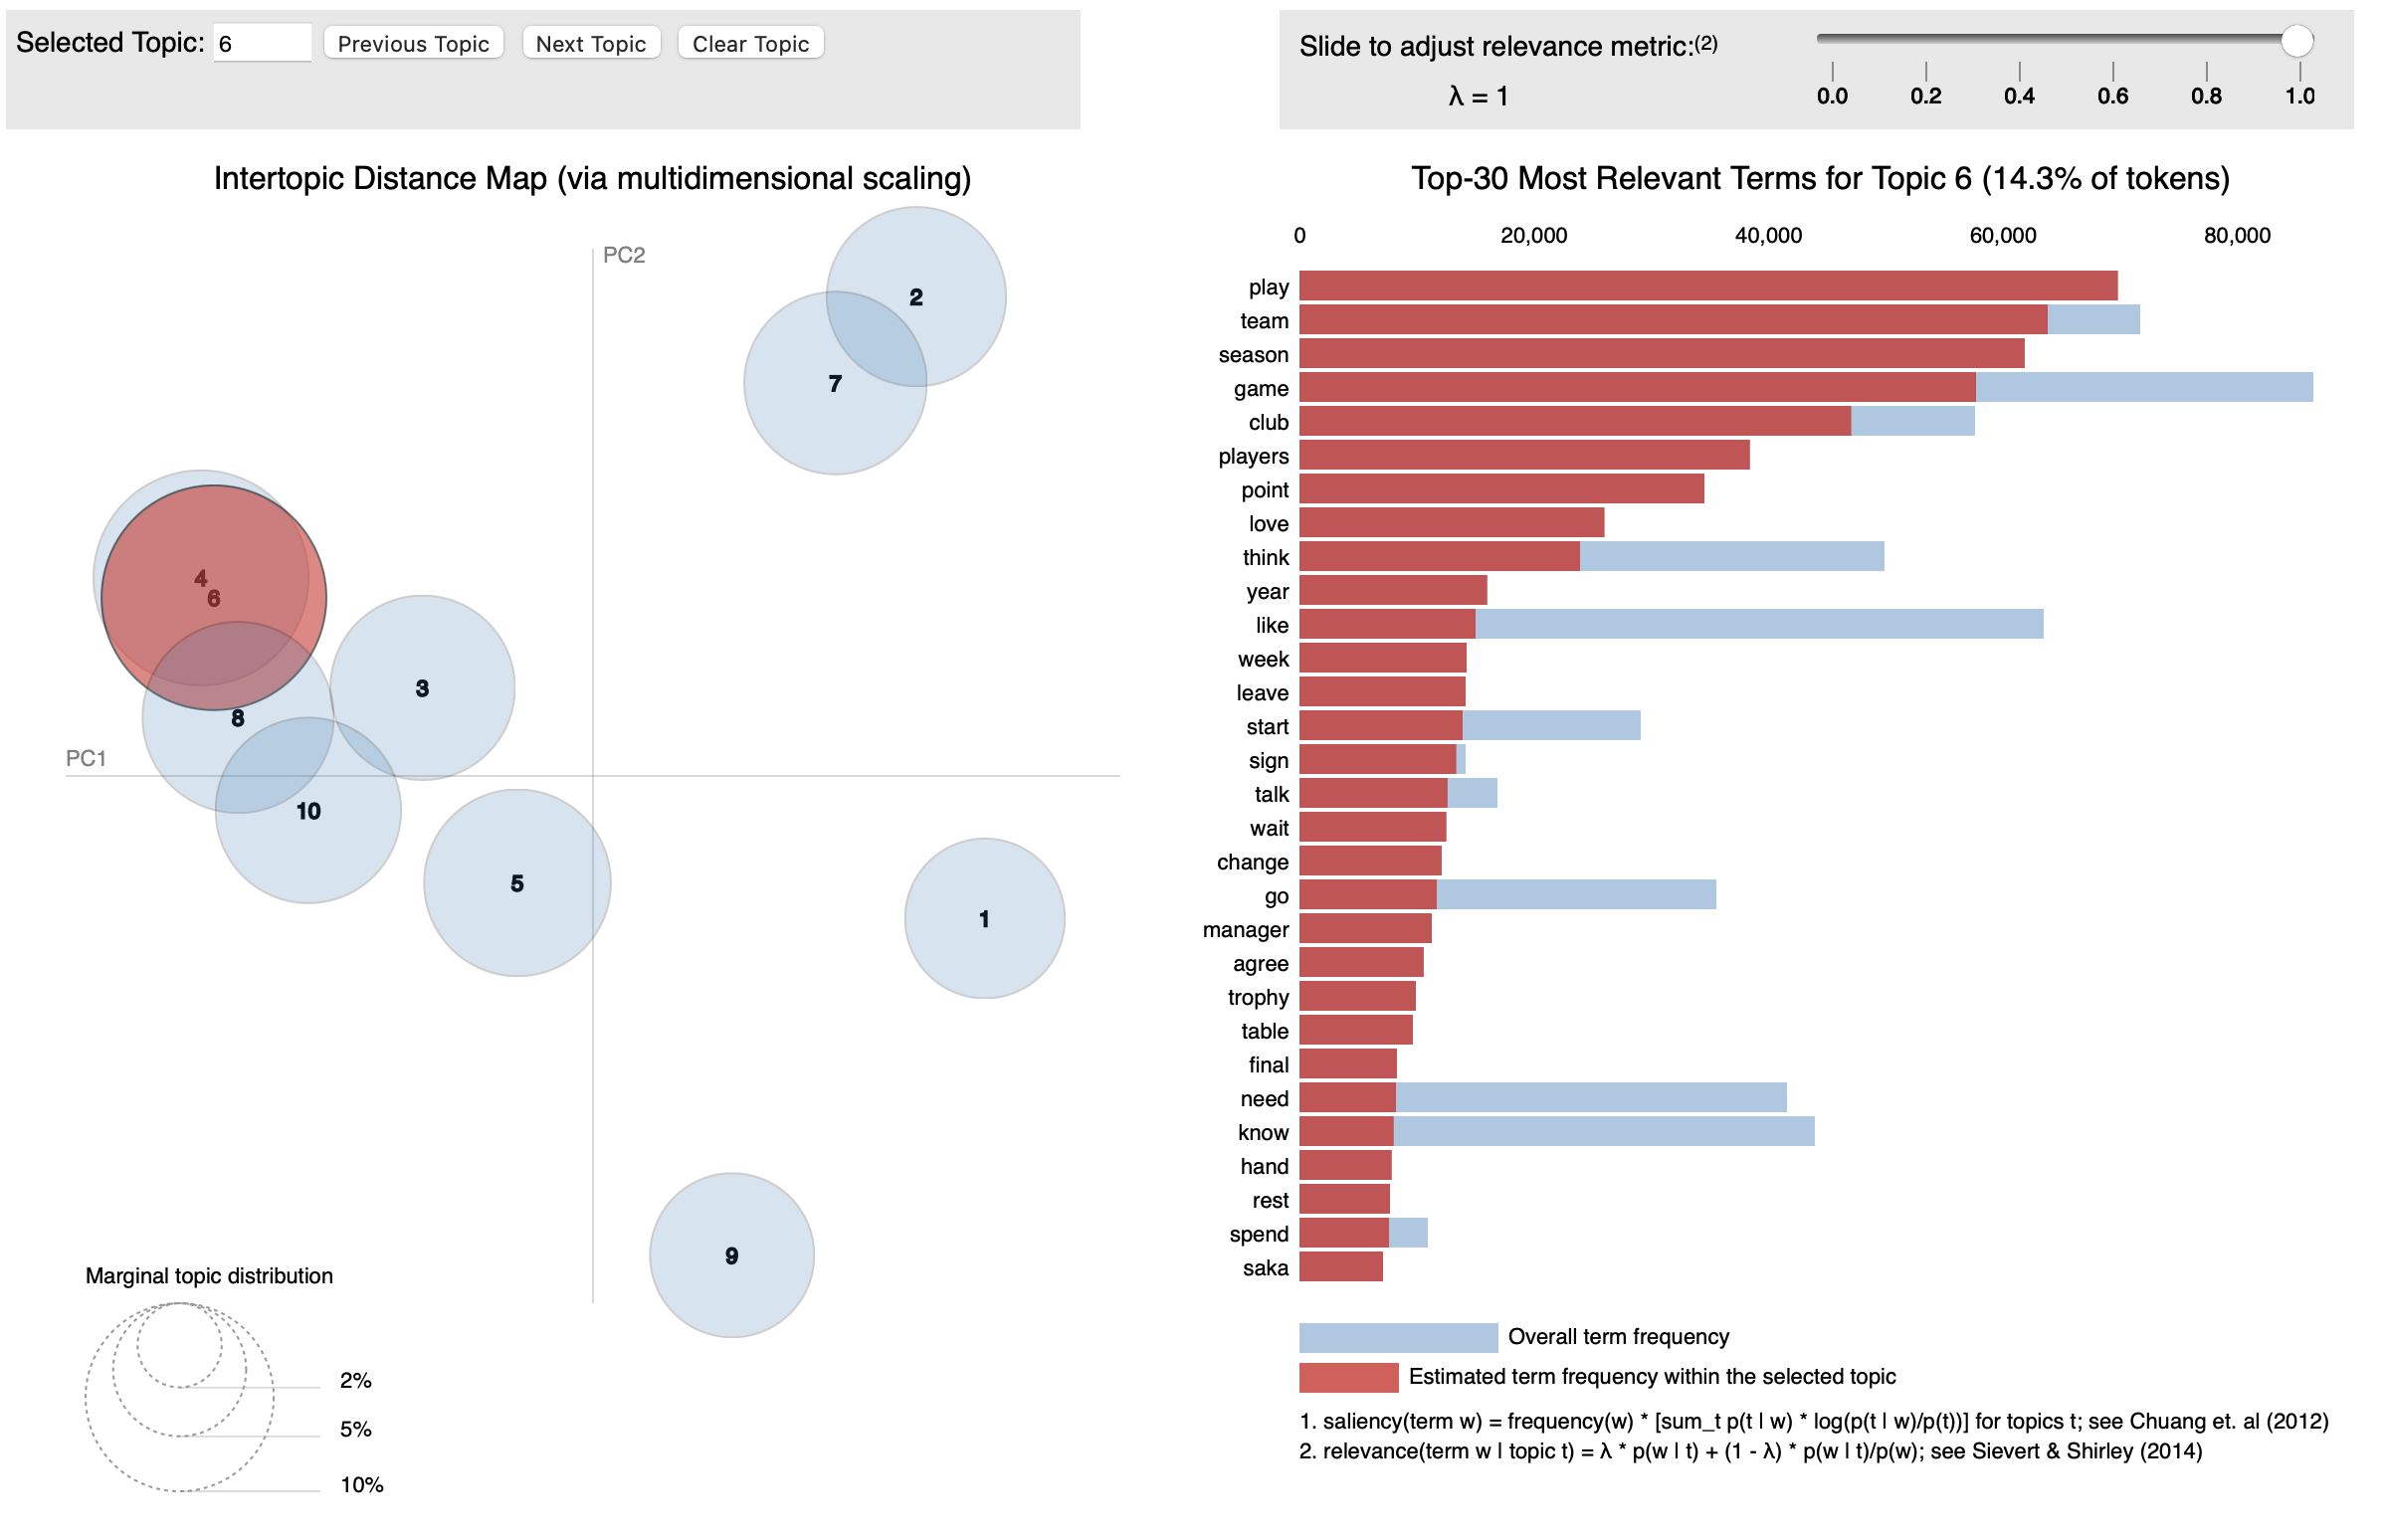 Selected Topic: 6 Previous Topic Next Topic Clear Topic
Slide to adjust relevance metric:(2)
λ = 1
0.0 0.2 0.4 0.6 0.8 1.0
Intertopic Distance Map (via multidimensional scaling)
PC2
PC1
2
7
4
6
3
8
10
5
1
9
Marginal topic distribution
2%
5%
10%
Top-30 Most Relevant Terms for Topic 6 (14.3% of tokens)
0 20,000 40,000 60,000 80,000
play
team
season
game
club
players
point
love
think
year
like
week
leave
start
sign
talk
wait
change
go
manager
agree
trophy
table
final
need
know
hand
rest
spend
saka
Overall term frequency
Estimated term frequency within the selected topic
1. saliency(term w) = frequency(w) * [sum_t p(t | w) * log(p(t | w)/p(t))] for topics t; see Chuang et. al (2012)
2. relevance(term w | topic t) = λ * p(w | t) + (1 - λ) * p(w | t)/p(w); see Sievert & Shirley (2014)